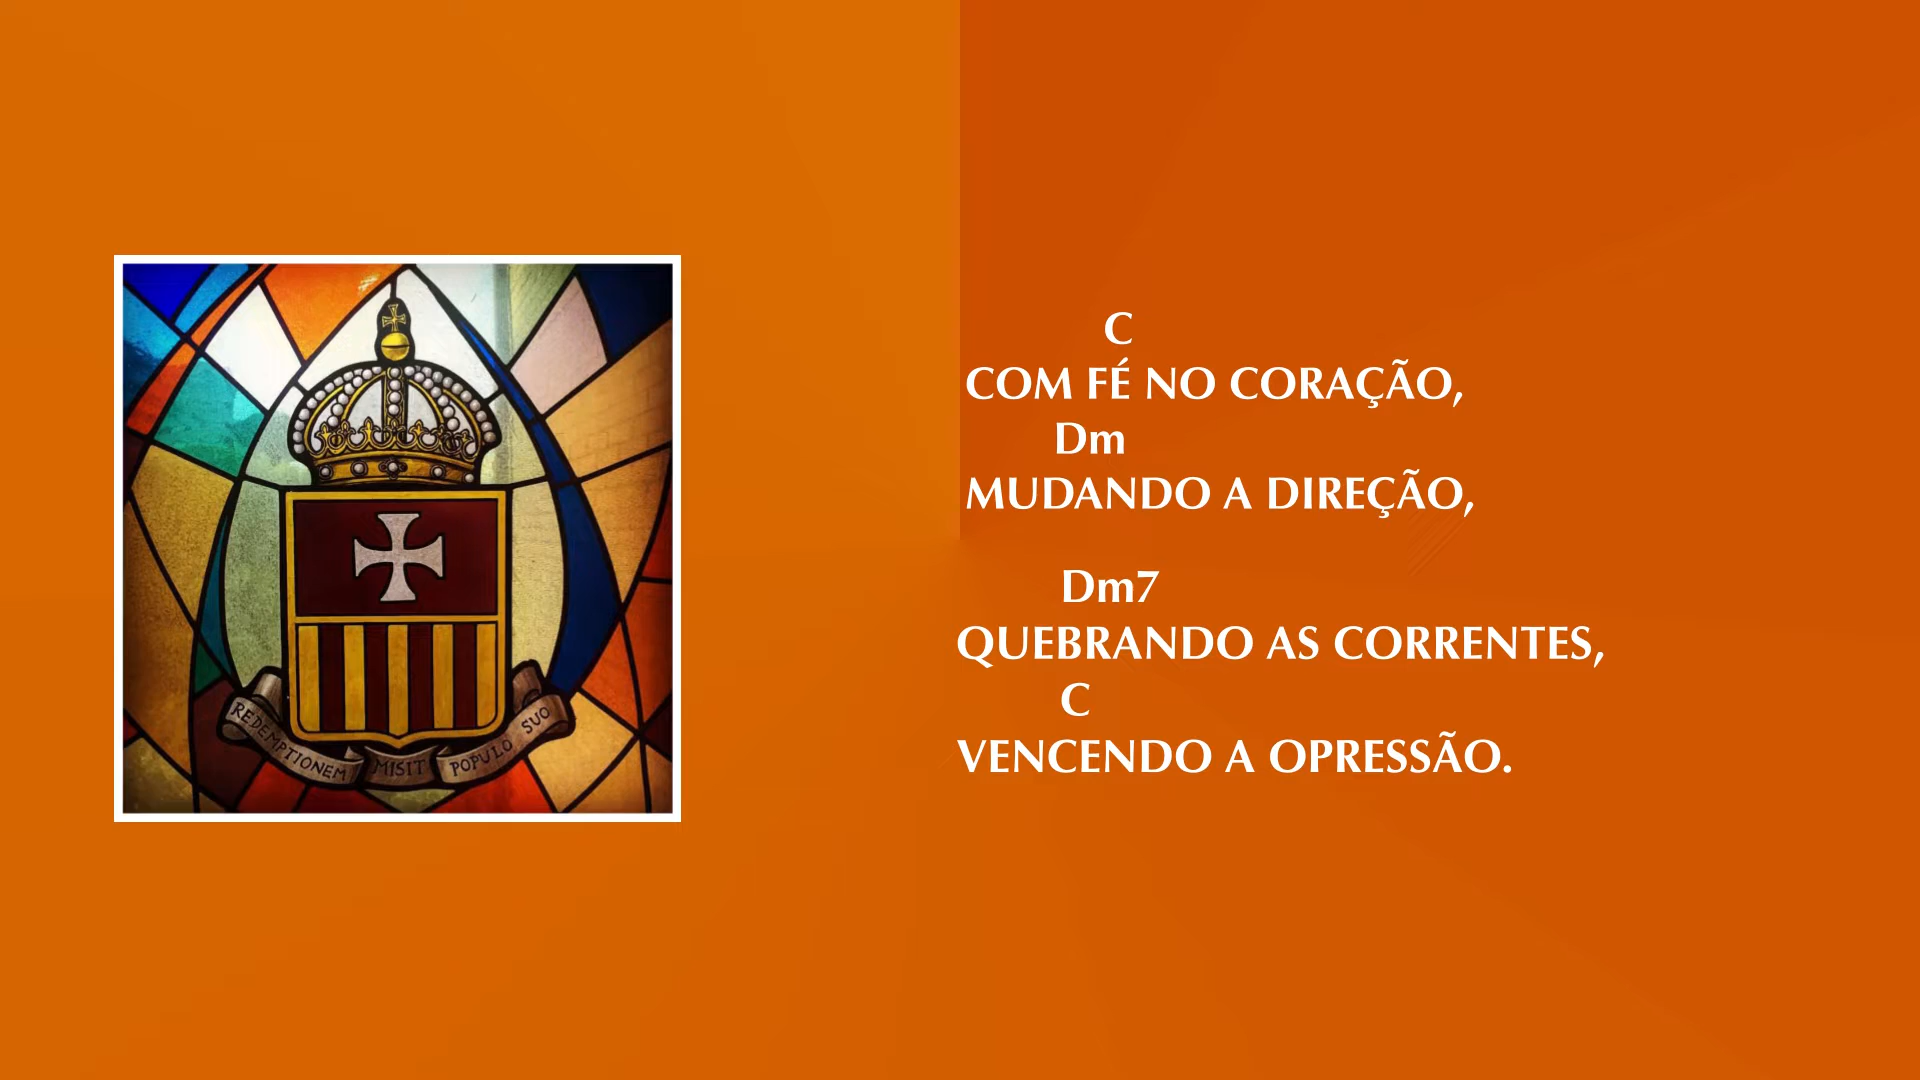 REDEMPTIONEM MISIT POPULO SUO
C
COM FÉ NO CORAÇÃO,
Dm
MUDANDO A DIREÇÃO,
Dm7
QUEBRANDO AS CORRENTES,
C
VENCENDO A OPRESSÃO.